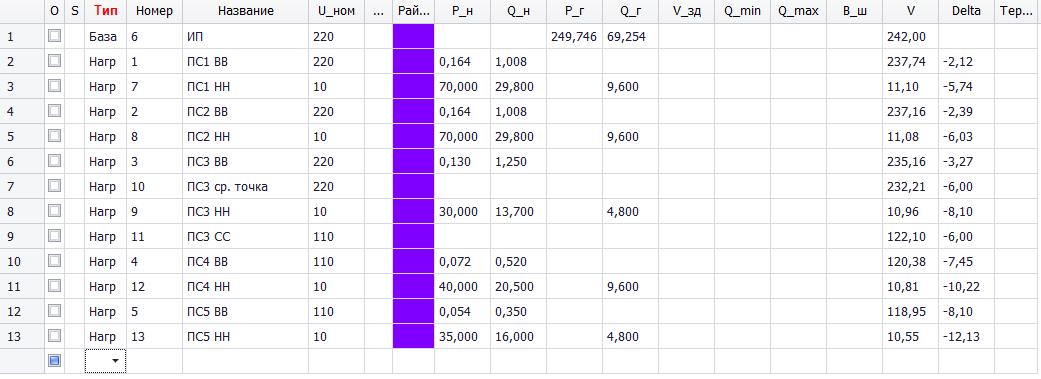 O S Тип Номер Название U_ном ... Рай... P_н Q_н P_г Q_г V_зд Q_min Q_max B_ш V Delta Тер...
1 База 6 ИП 220 249,746 69,254 242,00
2 Нагр 1 ПС1 ВВ 220 0,164 1,008 237,74 -2,12
3 Нагр 7 ПС1 НН 10 70,000 29,800 9,600 11,10 -5,74
4 Нагр 2 ПС2 ВВ 220 0,164 1,008 237,16 -2,39
5 Нагр 8 ПС2 НН 10 70,000 29,800 9,600 11,08 -6,03
6 Нагр 3 ПС3 ВВ 220 0,130 1,250 235,16 -3,27
7 Нагр 10 ПС3 ср. точка 220 232,21 -6,00
8 Нагр 9 ПС3 НН 10 30,000 13,700 4,800 10,96 -8,10
9 Нагр 11 ПС3 СС 110 122,10 -6,00
10 Нагр 4 ПС4 ВВ 110 0,072 0,520 120,38 -7,45
11 Нагр 12 ПС4 НН 10 40,000 20,500 9,600 10,81 -10,22
12 Нагр 5 ПС5 ВВ 110 0,054 0,350 118,95 -8,10
13 Нагр 13 ПС5 НН 10 35,000 16,000 4,800 10,55 -12,13